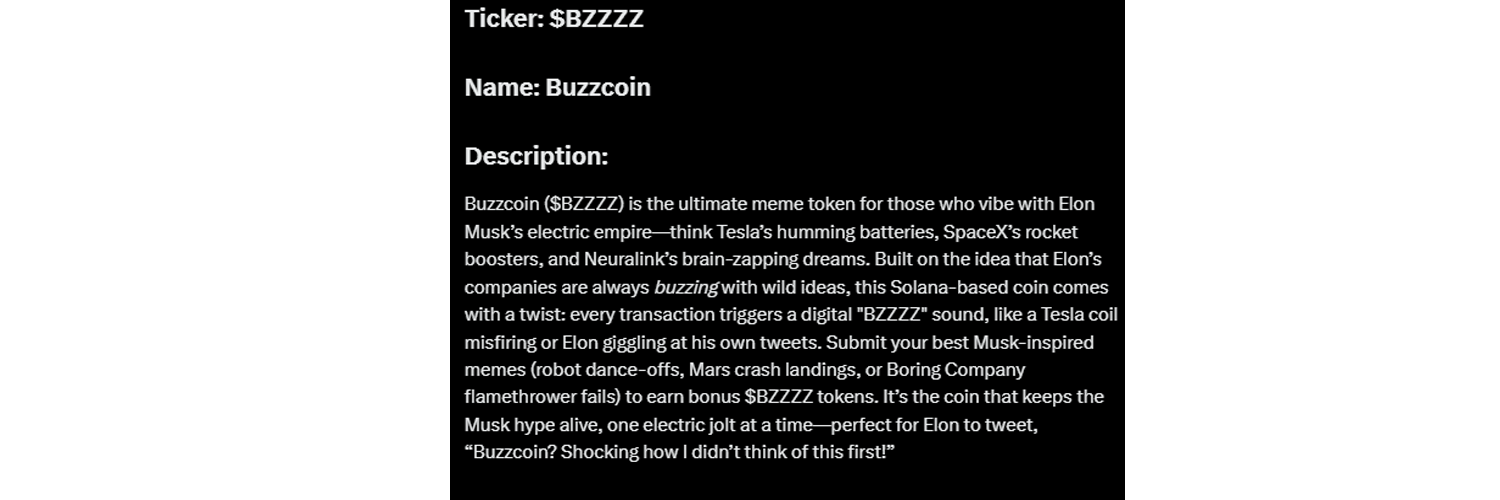 Ticker: $BZZZZ
Name: Buzzcoin
Description:
Buzzcoin ($BZZZZ) is the ultimate meme token for those who vibe with Elon
Musk’s electric empire—think Tesla’s humming batteries, SpaceX’s rocket
boosters, and Neuralink’s brain-zapping dreams. Built on the idea that Elon’s
companies are always buzzing with wild ideas, this Solana-based coin comes
with a twist: every transaction triggers a digital "BZZZZ" sound, like a Tesla coil
misfiring or Elon giggling at his own tweets. Submit your best Musk-inspired
memes (robot dance-offs, Mars crash landings, or Boring Company
flamethrower fails) to earn bonus $BZZZZ tokens. It’s the coin that keeps the
Musk hype alive, one electric jolt at a time—perfect for Elon to tweet,
“Buzzcoin? Shocking how I didn’t think of this first!”